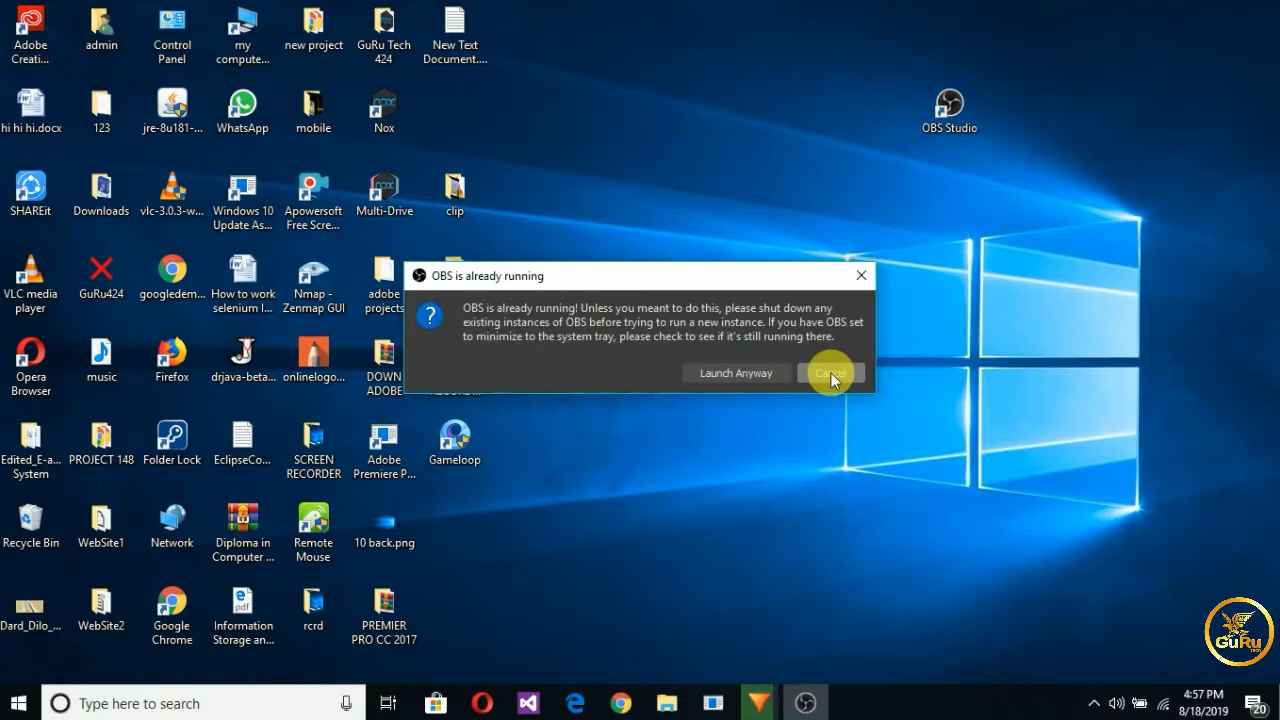 Adobe
Creati...
admin
Control
Panel
my
compute...
new project
GuRu Tech
424
New Text
Document....
hi hi hi.docx
123
jre-8u181-...
WhatsApp
mobile
Nox
OBS Studio
SHAREit
Downloads
vlc-3.0.3-w...
Windows 10
Update As...
Apowersoft
Free Scre...
Multi-Drive
clip
VLC media
player
GuRu424
googledem...
How to work
selenium I...
Nmap -
Zenmap GUI
adobe
projects
OBS is already running
OBS is already running! Unless you meant to do this, please shut down any
existing instances of OBS before trying to run a new instance. If you have OBS set
to minimize to the system tray, please check to see if it's still running there.
Launch Anyway
Cancel
Opera
Browser
music
Firefox
drjava-beta...
onlinelogo...
DOWN
ADOBE
Edited_E-a...
System
PROJECT 148
Folder Lock
EclipseCo...
SCREEN
RECORDER
Adobe
Premiere P...
Gameloop
Recycle Bin
WebSite1
Network
Diploma in
Computer ...
Remote
Mouse
10 back.png
Dard_Dilo_...
WebSite2
Google
Chrome
Information
Storage an...
rcrd
PREMIER
PRO CC 2017
GuRu
Type here to search
4:57 PM
8/18/2019
20